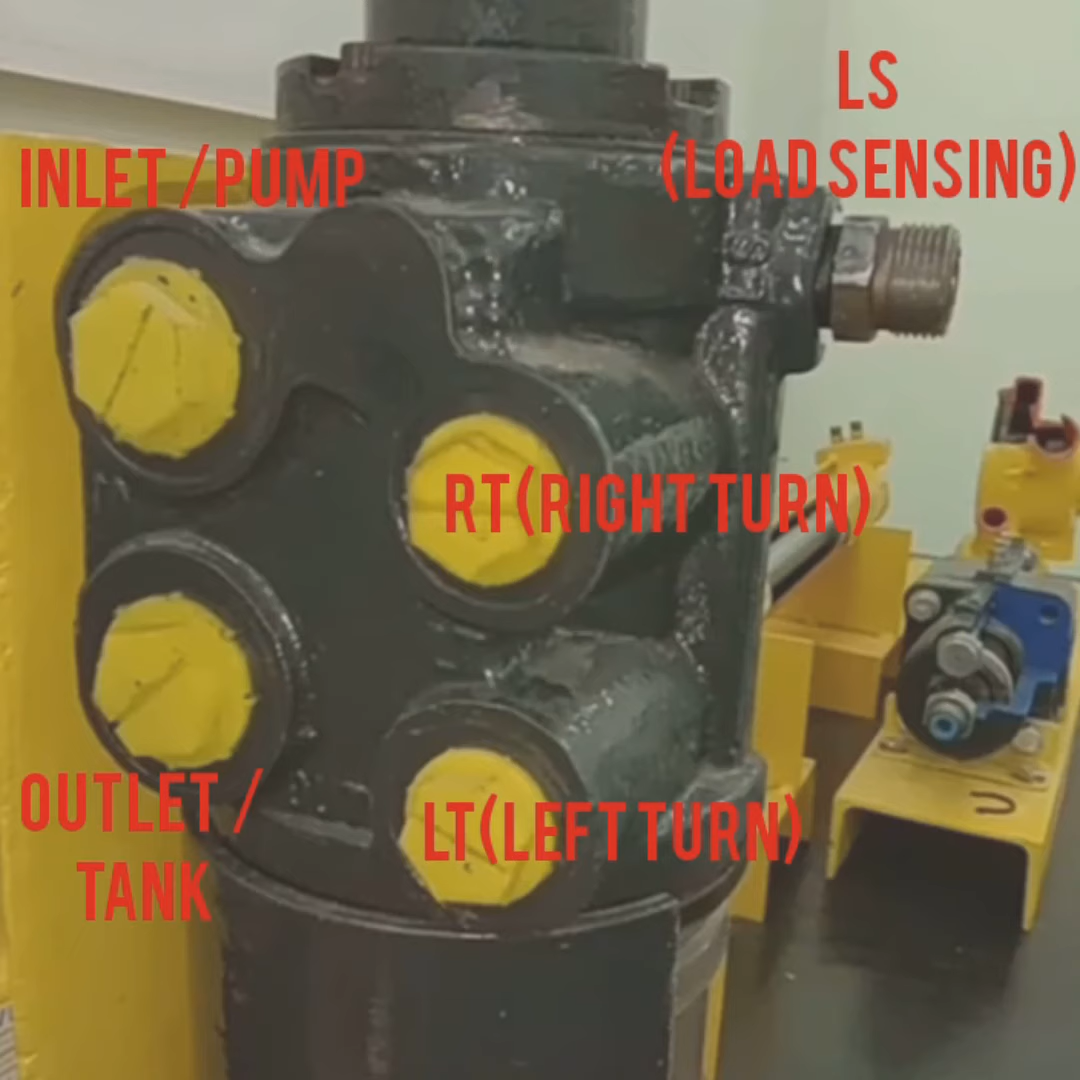 LS
(LOAD SENSING)
INLET / PUMP
RT(RIGHT TURN)
LT(LEFT TURN)
OUTLET /
TANK